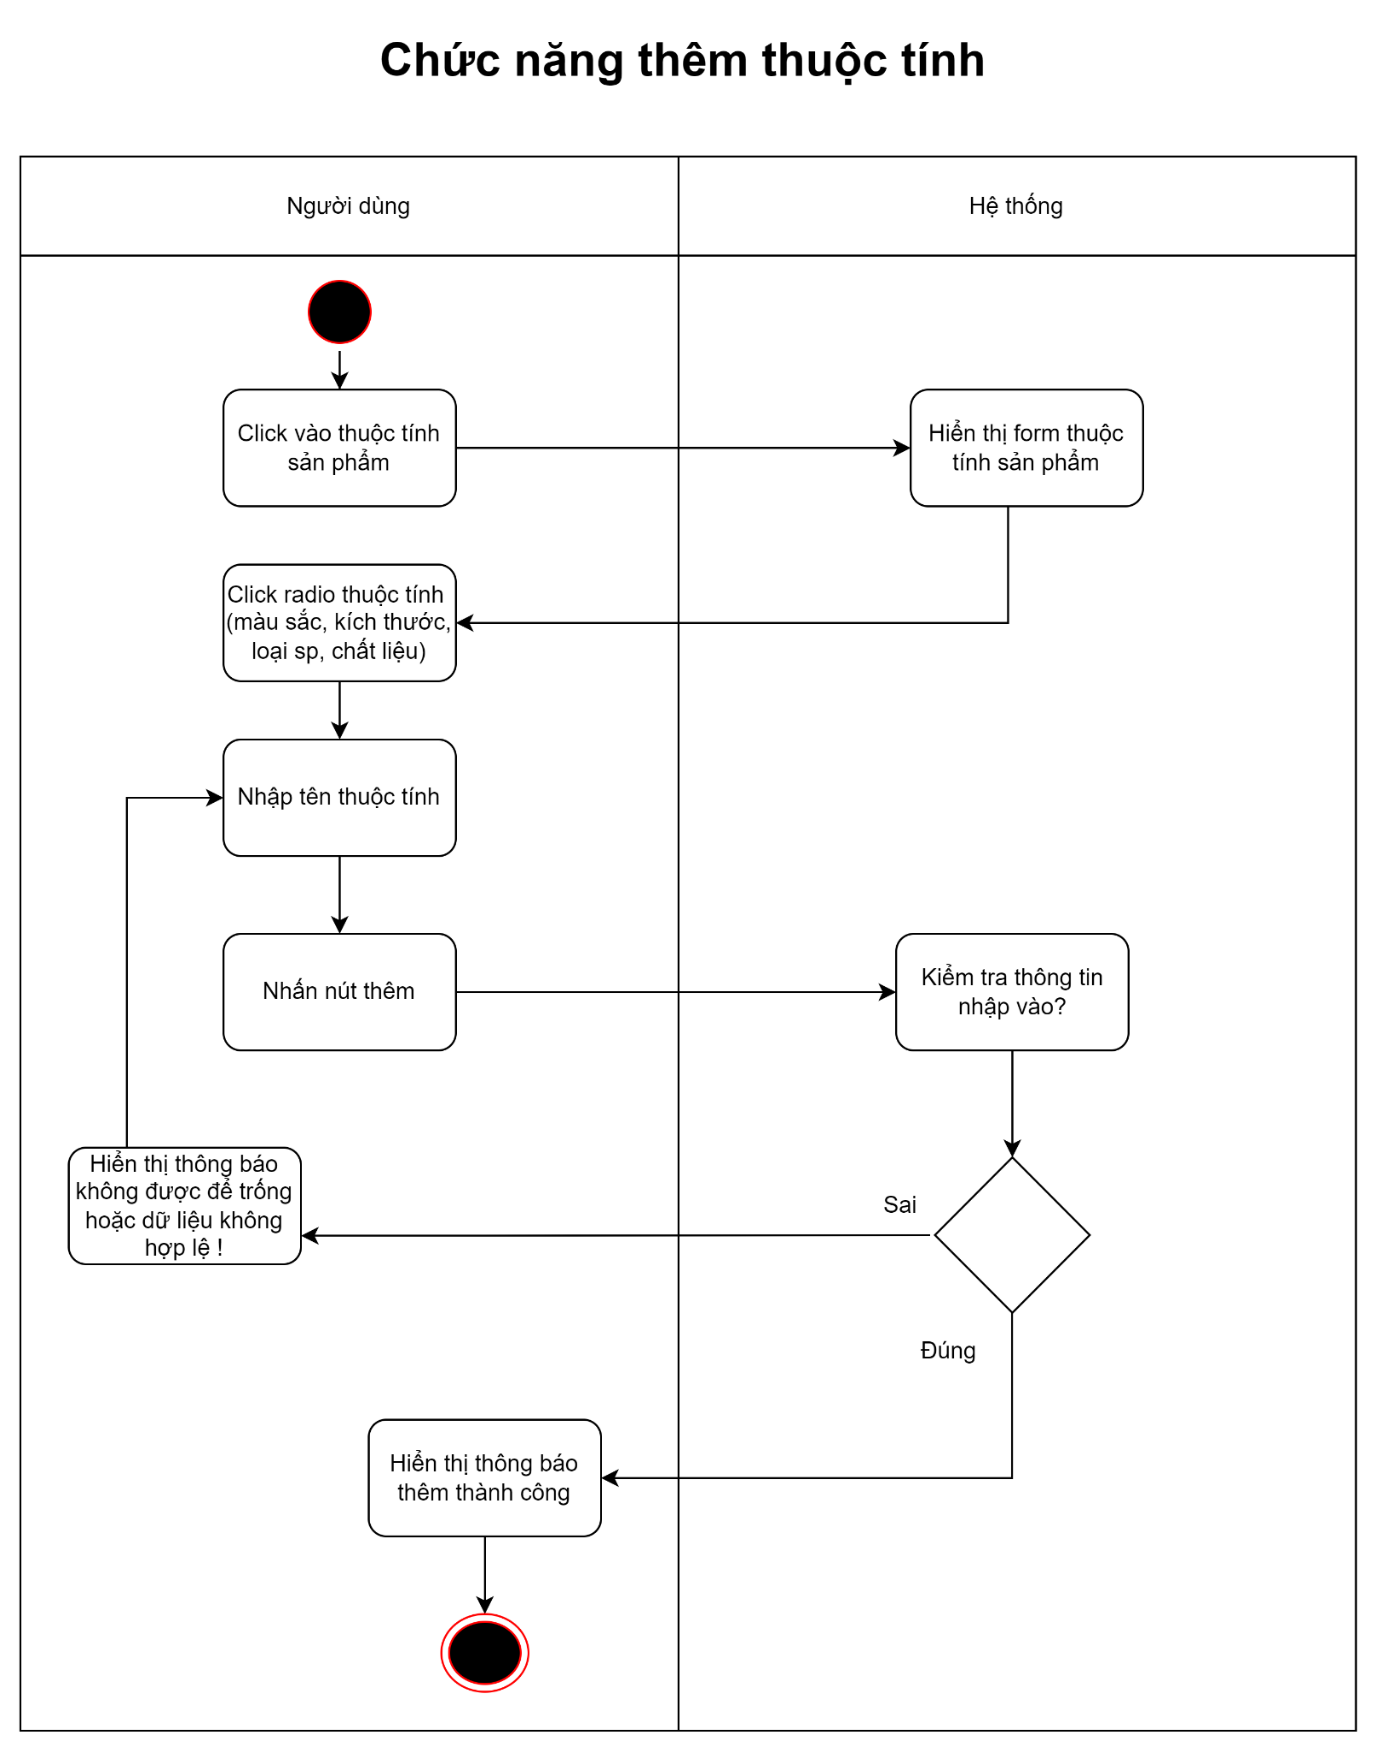 Chức năng thêm thuộc tính
Người dùng
Hệ thống
Click vào thuộc tính
sản phẩm
Hiển thị form thuộc
tính sản phẩm
Click radio thuộc tính
(màu sắc, kích thước,
loại sp, chất liệu)
Nhập tên thuộc tính
Nhấn nút thêm
Kiểm tra thông tin
nhập vào?
Hiển thị thông báo
không được để trống
hoặc dữ liệu không
hợp lệ !
Sai
Đúng
Hiển thị thông báo
thêm thành công